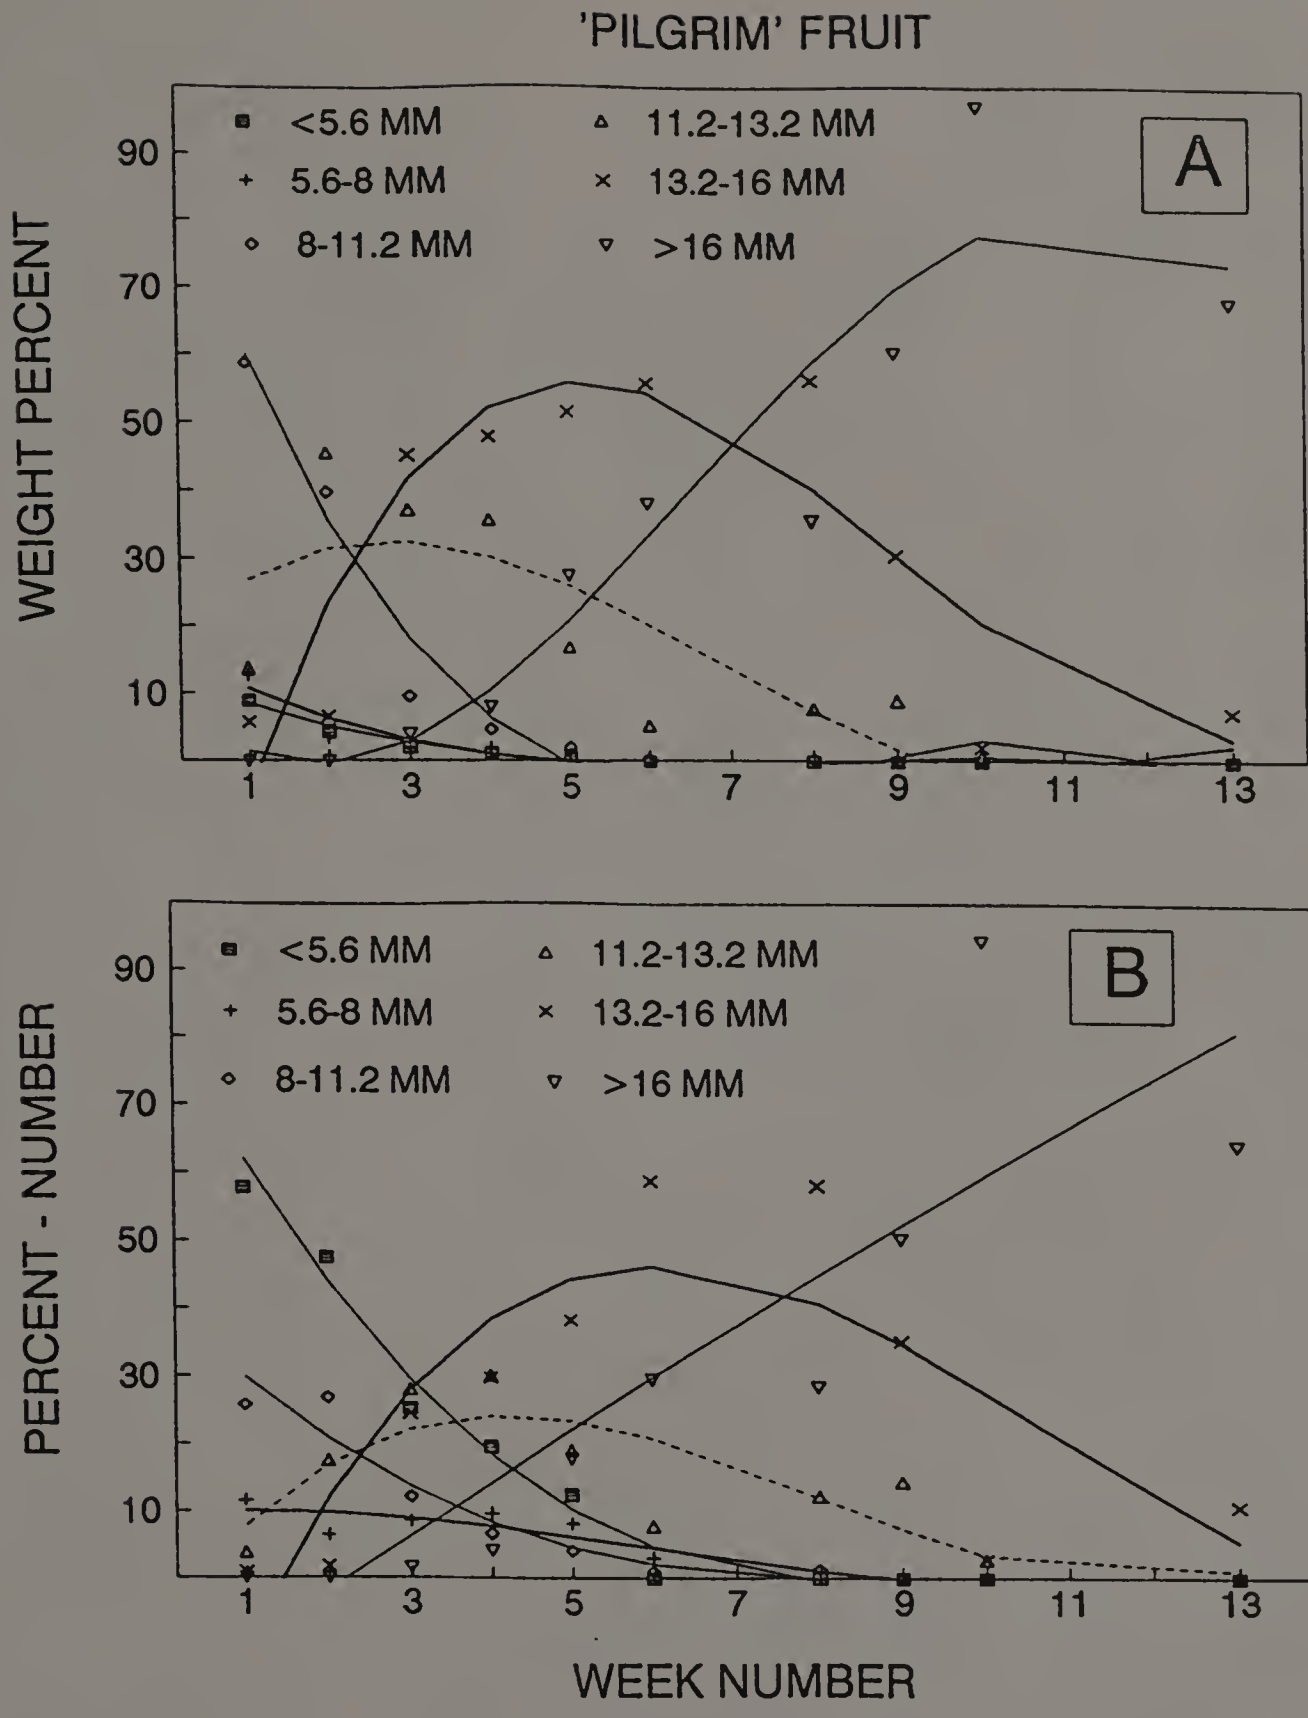 'PILGRIM' FRUIT
A
<5.6 MM
11.2-13.2 MM
5.6-8 MM
13.2-16 MM
8-11.2 MM
>16 MM
WEIGHT PERCENT
90
70
50
30
10
1 3 5 7 9 11 13
B
<5.6 MM
11.2-13.2 MM
5.6-8 MM
13.2-16 MM
8-11.2 MM
>16 MM
PERCENT - NUMBER
90
70
50
30
10
1 3 5 7 9 11 13
WEEK NUMBER